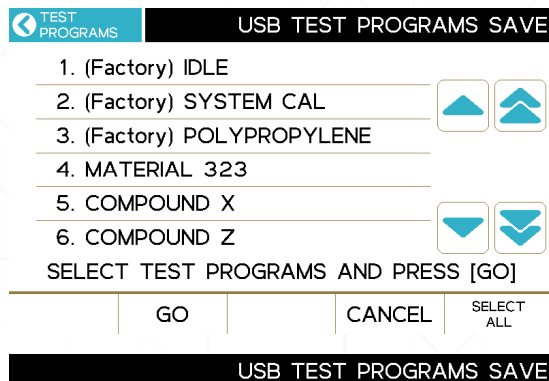 TEST
PROGRAMS
USB TEST PROGRAMS SAVE
1. (Factory) IDLE
2. (Factory) SYSTEM CAL
3. (Factory) POLYPROPYLENE
4. MATERIAL 323
5. COMPOUND X
6. COMPOUND Z
SELECT TEST PROGRAMS AND PRESS [GO]
GO
CANCEL
SELECT
ALL
USB TEST PROGRAMS SAVE